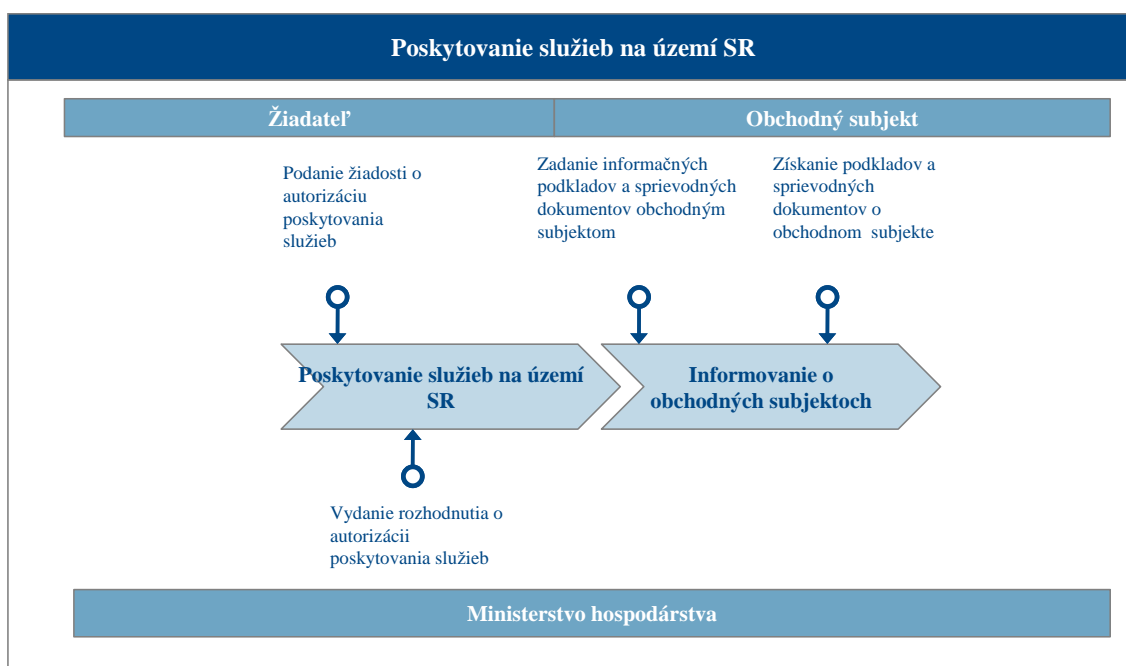 Poskytovanie služieb na území SR
Žiadateľ
Obchodný subjekt
Podanie žiadosti o
autorizáciu
poskytovania
služieb
Zadanie informačných
podkladov a sprievodných
dokumentov obchodným
subjektom
Získanie podkladov a
sprievodných
dokumentov o
obchodnom subjekte
Poskytovanie služieb na území
SR
Informovanie o
obchodných subjektoch
Vydanie rozhodnutia o
autorizácii
poskytovania služieb
Ministerstvo hospodárstva